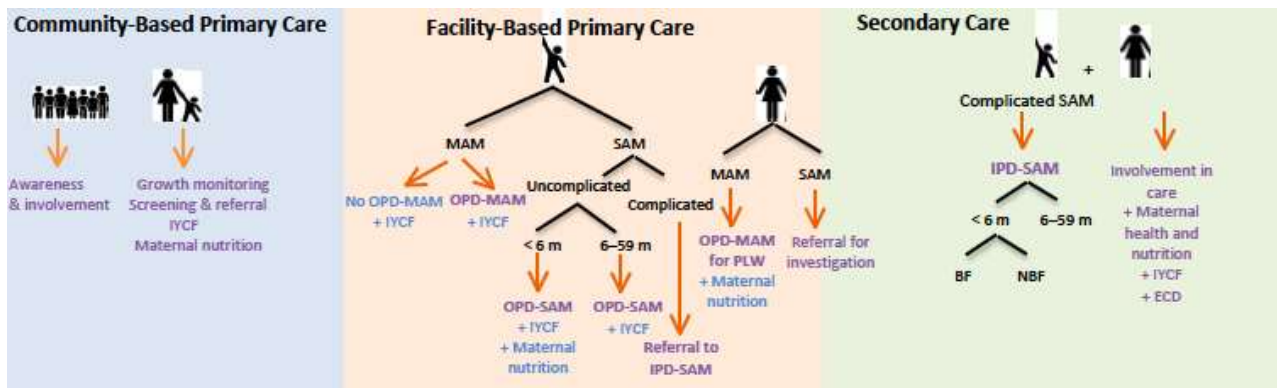 Community-Based Primary Care
Awareness
& involvement
Growth monitoring
Screening & referral
IYCF
Maternal nutrition
Facility-Based Primary Care
MAM
SAM
No OPD-MAM
+ IYCF
OPD-MAM
+ IYCF
Uncomplicated
Complicated
< 6 m
6–59 m
OPD-SAM
+ IYCF
+ Maternal
nutrition
OPD-SAM
+ IYCF
Referral to
IPD-SAM
MAM
SAM
OPD-MAM
for PLW
+ Maternal
nutrition
Referral for
investigation
Secondary Care
+
Complicated SAM
IPD-SAM
< 6 m
6–59 m
BF
NBF
Involvement in
care
+ Maternal
health and
nutrition
+ IYCF
+ ECD